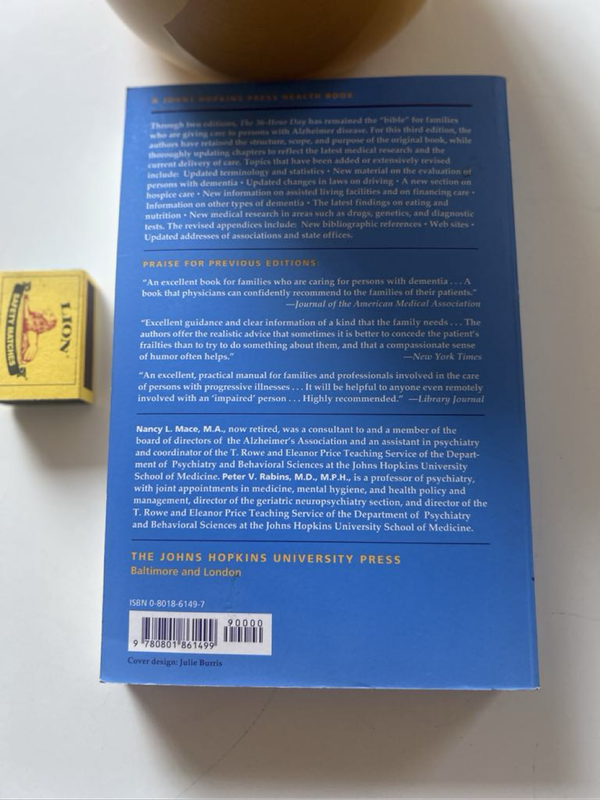 A JOHNS HOPKINS PRESS HEALTH BOOK
Through two editions, The 36-Hour Day has remained the "bible" for families
who are giving care to persons with Alzheimer disease. For this third edition, the
authors have retained the structure, scope, and purpose of the original book, while
thoroughly updating chapters to reflect the latest medical research and the
current delivery of care. Topics that have been added or extensively revised
include: Updated terminology and statistics • New material on the evaluation of
persons with dementia • Updated changes in laws on driving • A new section on
hospice care • New information on assisted living facilities and on financing care •
Information on other types of dementia • The latest findings on eating and
nutrition • New medical research in areas such as drugs, genetics, and diagnostic
tests. The revised appendices include: New bibliographic references • Web sites •
Updated addresses of associations and state offices.
PRAISE FOR PREVIOUS EDITIONS:
"An excellent book for families who are caring for persons with dementia . . . A
book that physicians can confidently recommend to the families of their patients."
—Journal of the American Medical Association
"Excellent guidance and clear information of a kind that the family needs . . . The
authors offer the realistic advice that sometimes it is better to concede the patient's
frailties than to try to do something about them, and that a compassionate sense
of humor often helps." —New York Times
"An excellent, practical manual for families and professionals involved in the care
of persons with progressive illnesses . . . It will be helpful to anyone even remotely
involved with an 'impaired' person . . . Highly recommended." —Library Journal
Nancy L. Mace, M.A., now retired, was a consultant to and a member of the
board of directors of the Alzheimer's Association and an assistant in psychiatry
and coordinator of the T. Rowe and Eleanor Price Teaching Service of the Depart-
ment of Psychiatry and Behavioral Sciences at the Johns Hopkins University
School of Medicine. Peter V. Rabins, M.D., M.P.H., is a professor of psychiatry,
with joint appointments in medicine, mental hygiene, and health policy and
management, director of the geriatric neuropsychiatry section, and director of the
T. Rowe and Eleanor Price Teaching Service of the Department of Psychiatry
and Behavioral Sciences at the Johns Hopkins University School of Medicine.
THE JOHNS HOPKINS UNIVERSITY PRESS
Baltimore and London
ISBN 0-8018-6149-7
90000
9 780801 861499
Cover design: Julie Burris
LION
SAFETY MATCHES